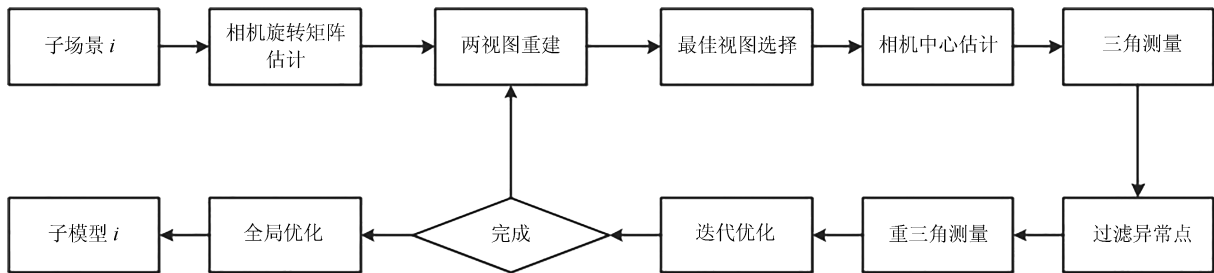 子场景 i
相机旋转矩阵
估计
两视图重建
最佳视图选择
相机中心估计
三角测量
子模型 i
全局优化
完成
迭代优化
重三角测量
过滤异常点